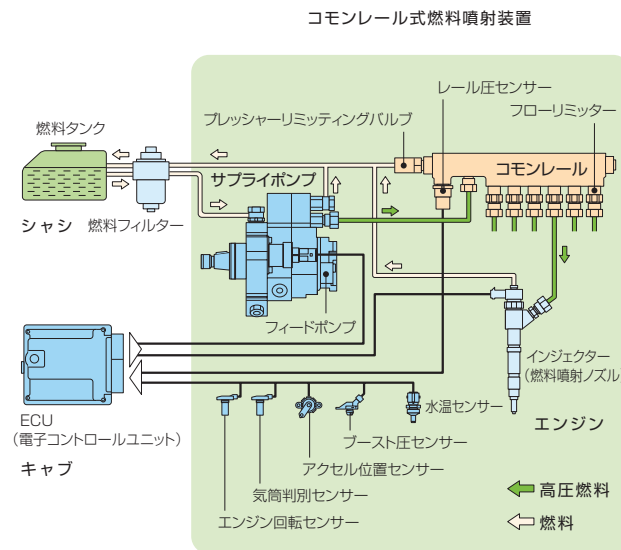 コモンレール式燃料噴射装置
レール圧センサー
プレッシャーリミッティングバルブ
フローリミッター
燃料タンク
サプライポンプ
コモンレール
シャシ
燃料フィルター
フィードポンプ
インジェクター
(燃料噴射ノズル)
ECU
(電子コントロールユニット)
水温センサー
エンジン
ブースト圧センサー
キャブ
アクセル位置センサー
気筒判別センサー
高圧燃料
エンジン回転センサー
燃料